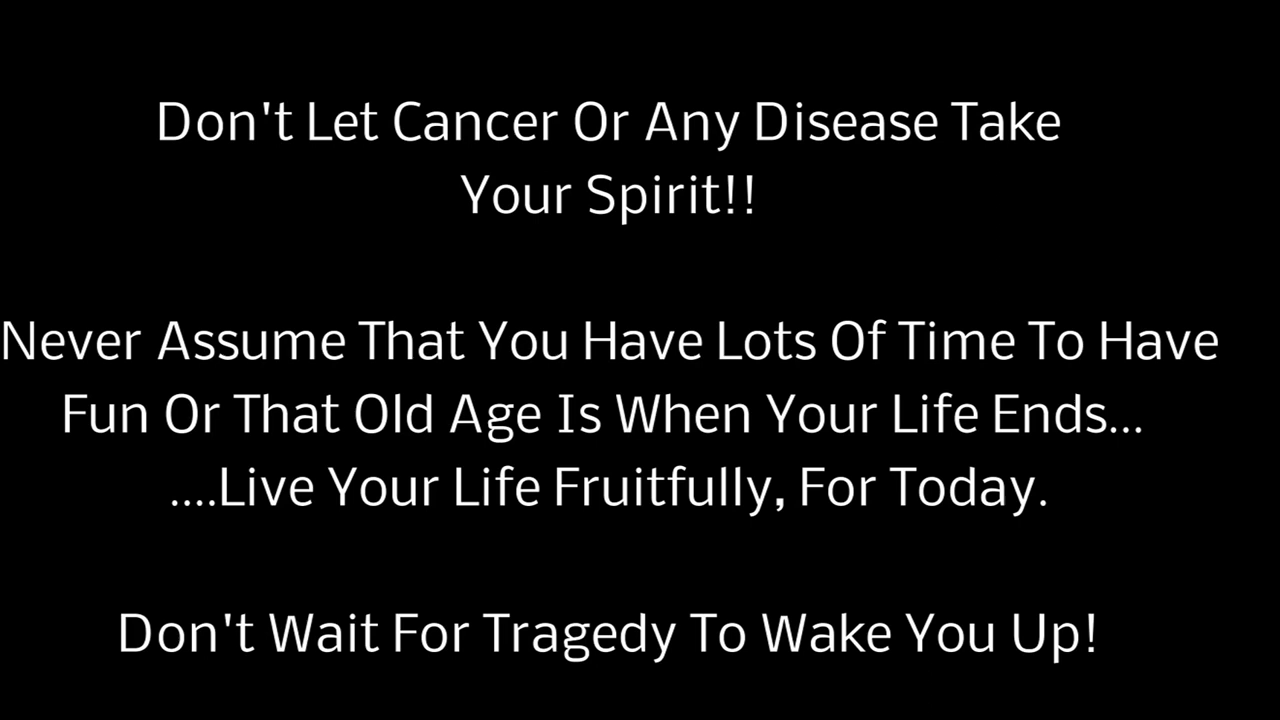 Don't Let Cancer Or Any Disease Take
Your Spirit!!
Never Assume That You Have Lots Of Time To Have
Fun Or That Old Age Is When Your Life Ends...
....Live Your Life Fruitfully, For Today.
Don't Wait For Tragedy To Wake You Up!